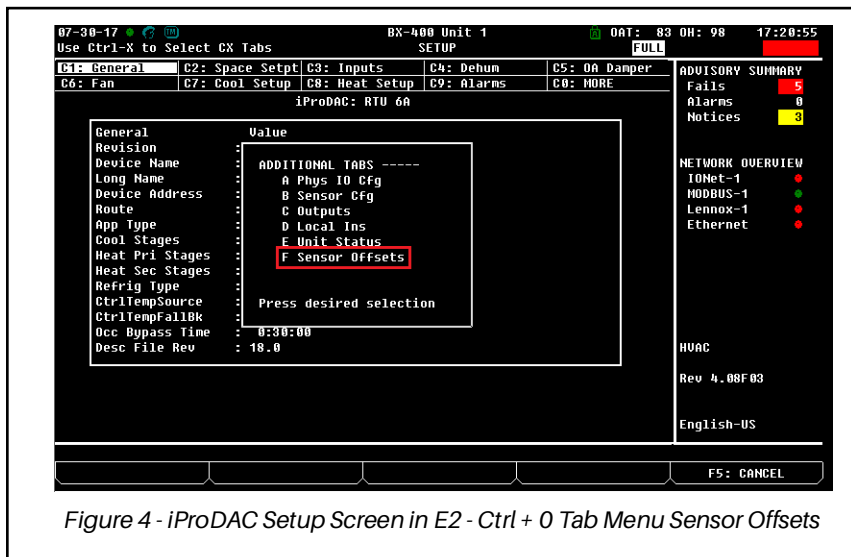 07-30-17 BX-400 Unit 1 OAT: 83 OH: 98 17:20:55
Use Ctrl-X to Select CX Tabs SETUP FULL
C1: General C2: Space Setpt C3: Inputs C4: Dehum C5: OA Damper
C6: Fan C7: Cool Setup C8: Heat Setup C9: Alarms C0: MORE
iProDAC: RTU 6A
General Value
Revision :
Device Name :
Long Name :
Device Address :
Route :
App Type :
Cool Stages :
Heat Pri Stages :
Heat Sec Stages :
Refrig Type :
CtrlTempSource :
CtrlTempFallBk :
Occ Bypass Time : 0:30:00
Desc File Rev : 18.0
ADDITIONAL TABS -----
A Phys IO Cfg
B Sensor Cfg
C Outputs
D Local Ins
E Unit Status
F Sensor Offsets
Press desired selection
ADVISORY SUMMARY
Fails 5
Alarms 0
Notices 3
NETWORK OVERVIEW
IONet-1
MODBUS-1
Lennox-1
Ethernet
HVAC
Rev 4.08F03
English-US
F5: CANCEL
Figure 4 - iProDAC Setup Screen in E2 - Ctrl + 0 Tab Menu Sensor Offsets